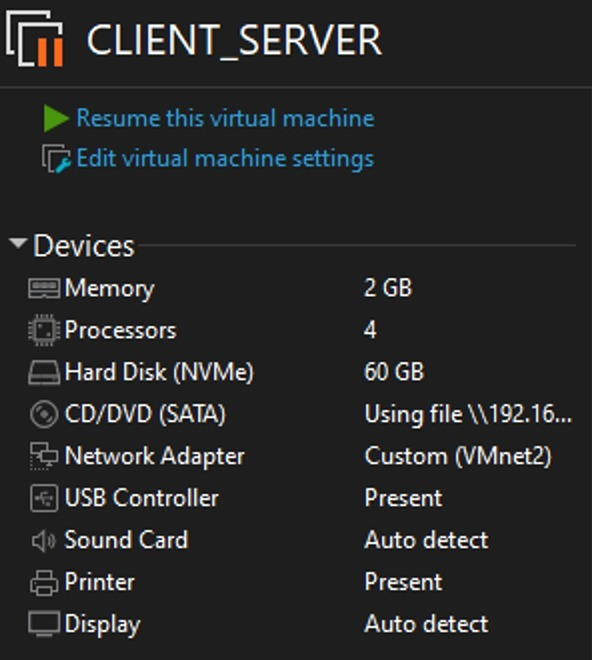 CLIENT_SERVER
Resume this virtual machine
Edit virtual machine settings
Devices
Memory 2 GB
Processors 4
Hard Disk (NVMe) 60 GB
CD/DVD (SATA) Using file \\192.16...
Network Adapter Custom (VMnet2)
USB Controller Present
Sound Card Auto detect
Printer Present
Display Auto detect